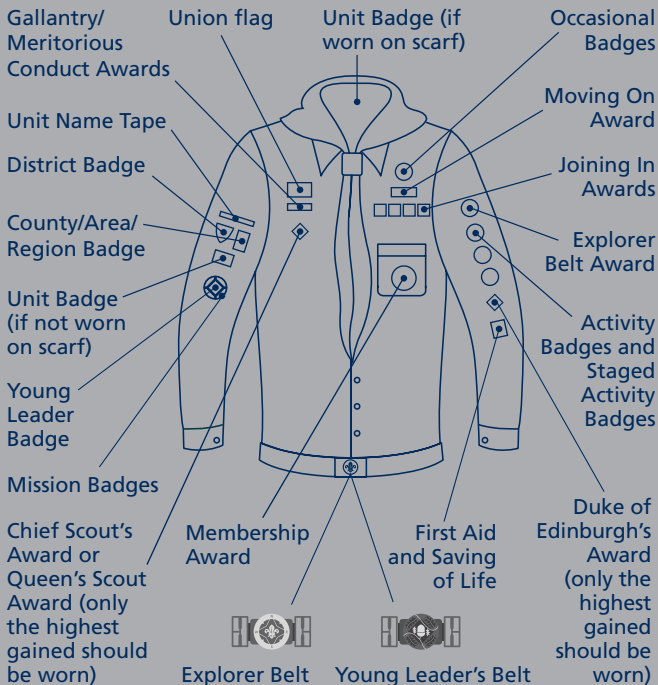 Gallantry/
Meritorious
Conduct Awards
Union flag
Unit Badge (if
worn on scarf)
Occasional
Badges
Moving On
Award
Joining In
Awards
Explorer
Belt Award
Activity
Badges and
Staged
Activity
Badges
Duke of
Edinburgh's
Award
(only the
highest
gained
should be
worn)
Unit Name Tape
District Badge
County/Area/
Region Badge
Unit Badge
(if not worn
on scarf)
Young
Leader
Badge
Mission Badges
Chief Scout's
Award or
Queen's Scout
Award (only
the highest
gained should
be worn)
Membership
Award
First Aid
and Saving
of Life
Explorer Belt
Young Leader's Belt